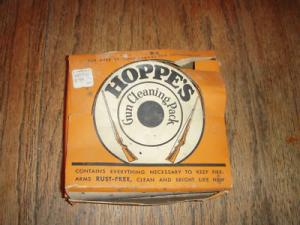 HOPPE'S
Gun Cleaning Pack
CONTAINS EVERYTHING NECESSARY TO KEEP FIRE
ARMS RUST-FREE, CLEAN AND BRIGHT LIKE NEW